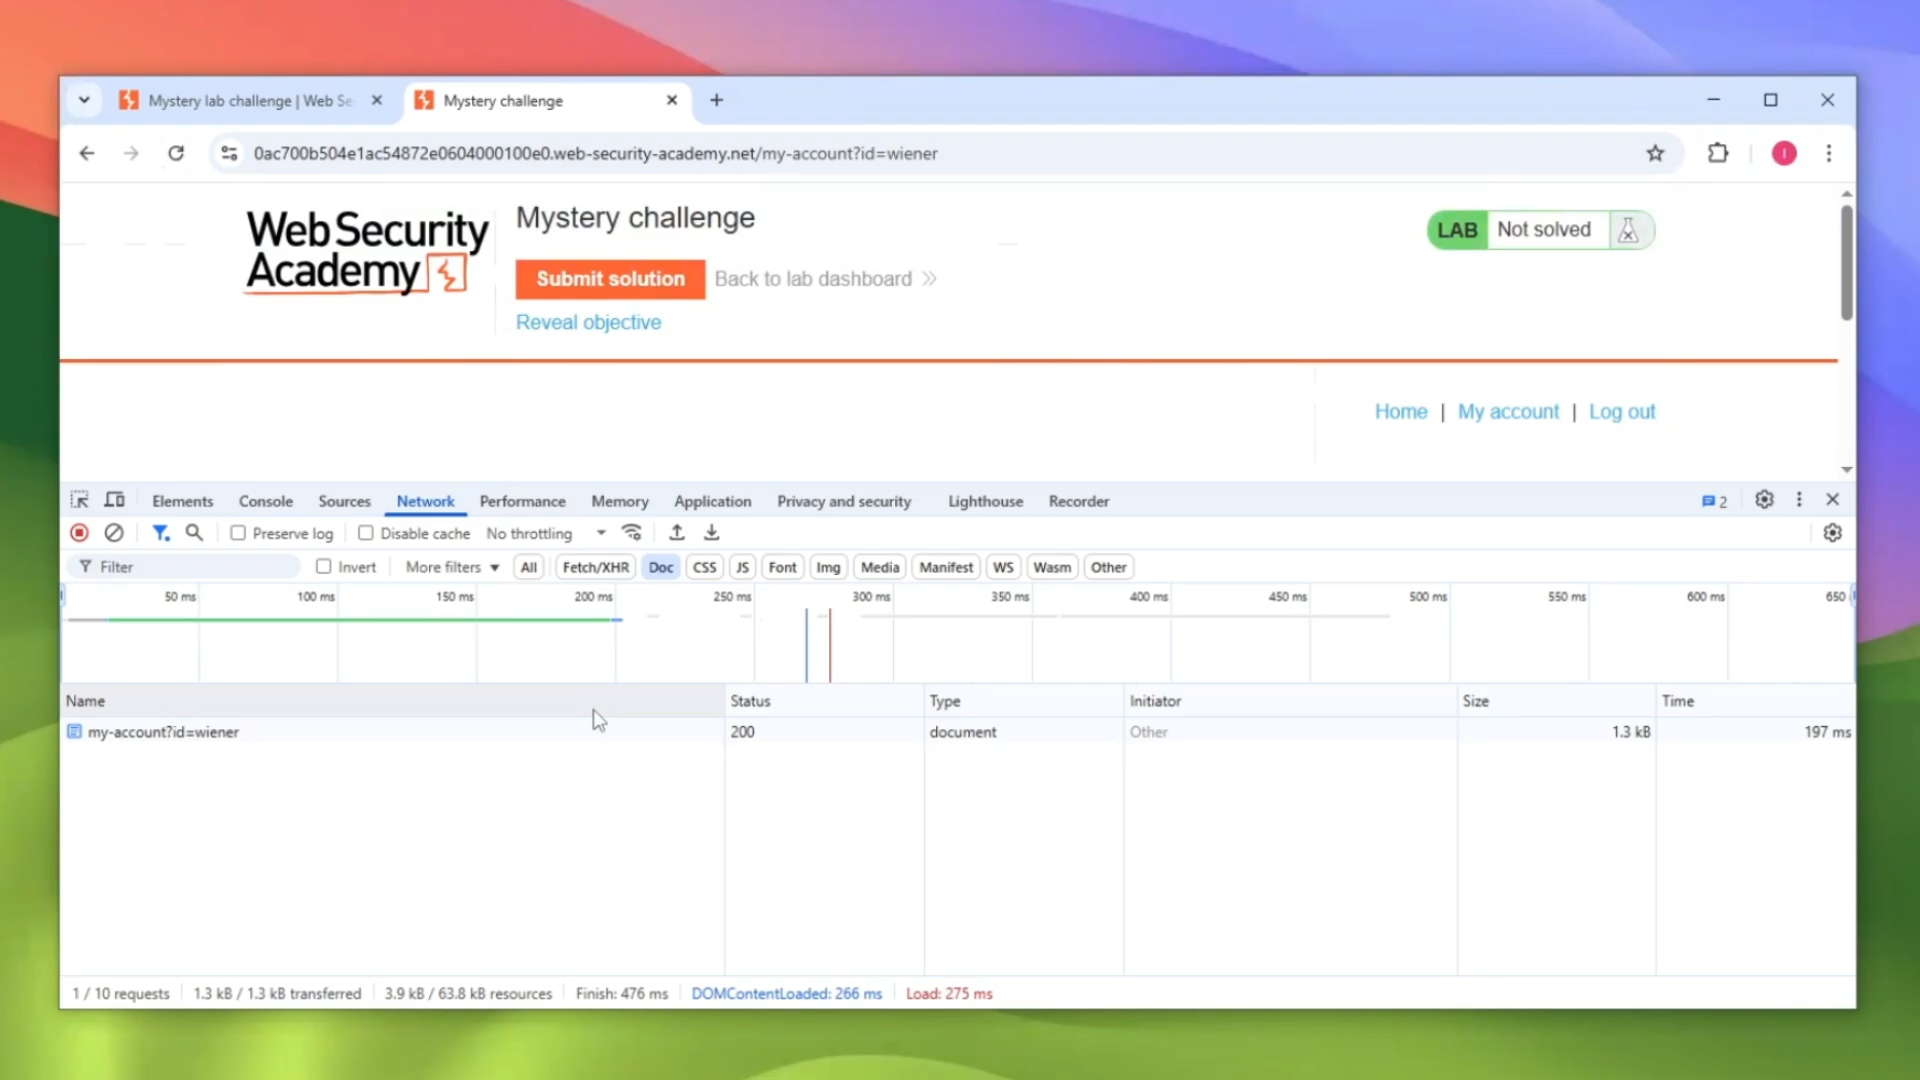 Mystery lab challenge | Web Se
Mystery challenge
0ac700b504e1ac54872e0604000100e0.web-security-academy.net/my-account?id=wiener
I
Web Security
Academy
Mystery challenge
Submit solution
Back to lab dashboard
Reveal objective
LAB Not solved
Home | My account | Log out
Elements Console Sources Network Performance Memory Application Privacy and security Lighthouse Recorder 2
Preserve log Disable cache No throttling
Filter Invert More filters All Fetch/XHR Doc CSS JS Font Img Media Manifest WS Wasm Other
50 ms 100 ms 150 ms 200 ms 250 ms 300 ms 350 ms 400 ms 450 ms 500 ms 550 ms 600 ms 650
Name Status Type Initiator Size Time
my-account?id=wiener 200 document Other 1.3 kB 197 ms
1 / 10 requests 1.3 kB / 1.3 kB transferred 3.9 kB / 63.8 kB resources Finish: 476 ms DOMContentLoaded: 266 ms Load: 275 ms